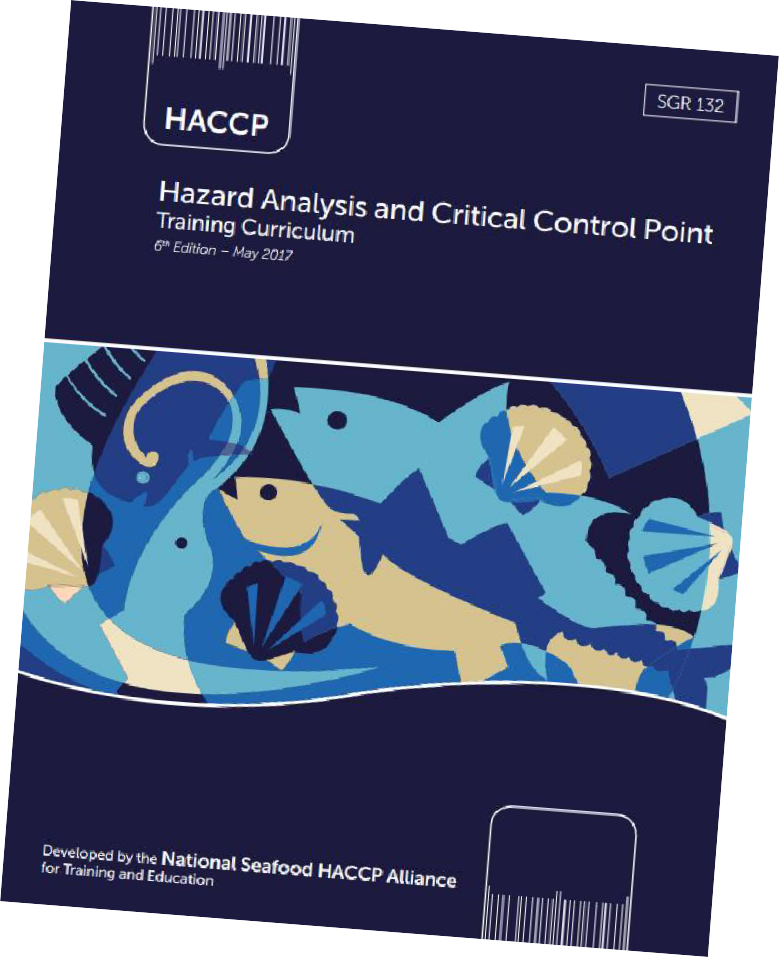 HACCP
SGR 132
Hazard Analysis and Critical Control Point
Training Curriculum
6th Edition – May 2017
Developed by the National Seafood HACCP Alliance
for Training and Education